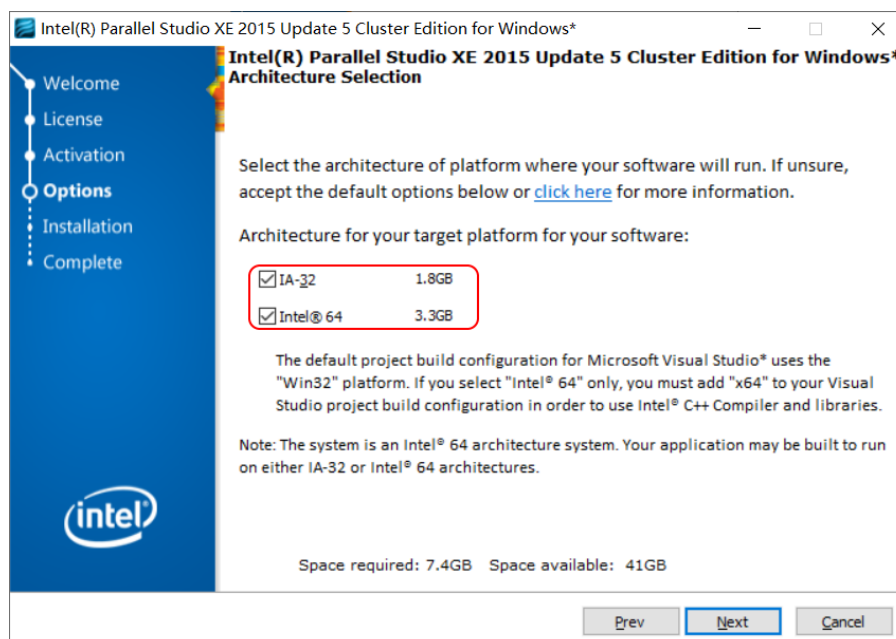 Intel(R) Parallel Studio XE 2015 Update 5 Cluster Edition for Windows*
Intel(R) Parallel Studio XE 2015 Update 5 Cluster Edition for Windows*
Architecture Selection
Welcome
License
Activation
Options
Installation
Complete
Select the architecture of platform where your software will run. If unsure,
accept the default options below or click here for more information.
Architecture for your target platform for your software:
IA-32 1.8GB
Intel® 64 3.3GB
The default project build configuration for Microsoft Visual Studio* uses the
"Win32" platform. If you select "Intel® 64" only, you must add "x64" to your Visual
Studio project build configuration in order to use Intel® C++ Compiler and libraries.
Note: The system is an Intel® 64 architecture system. Your application may be built to run
on either IA-32 or Intel® 64 architectures.
intel®
Space required: 7.4GB Space available: 41GB
Prev Next Cancel